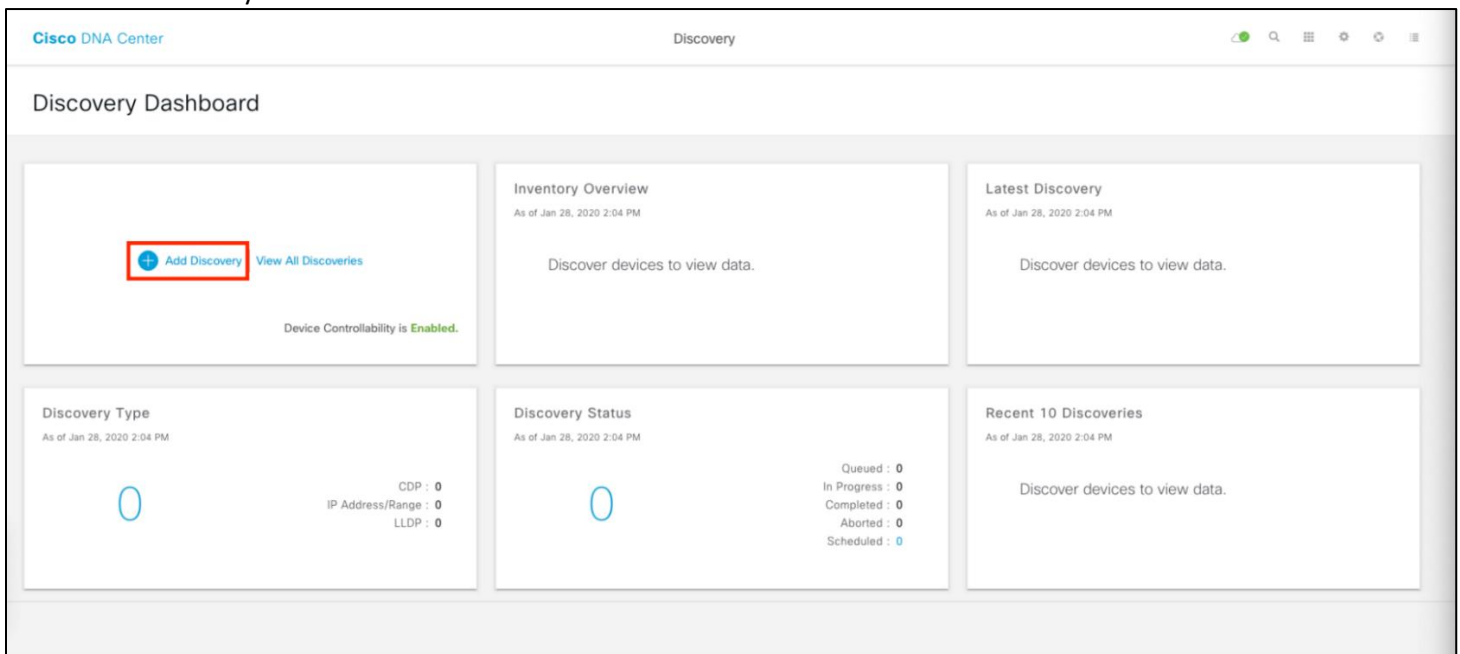 Cisco DNA Center
Discovery
Discovery Dashboard
Add Discovery
View All Discoveries
Device Controllability is Enabled.
Inventory Overview
As of Jan 28, 2020 2:04 PM
Discover devices to view data.
Latest Discovery
As of Jan 28, 2020 2:04 PM
Discover devices to view data.
Discovery Type
As of Jan 28, 2020 2:04 PM
0
CDP : 0
IP Address/Range : 0
LLDP : 0
Discovery Status
As of Jan 28, 2020 2:04 PM
0
Queued : 0
In Progress : 0
Completed : 0
Aborted : 0
Scheduled : 0
Recent 10 Discoveries
As of Jan 28, 2020 2:04 PM
Discover devices to view data.